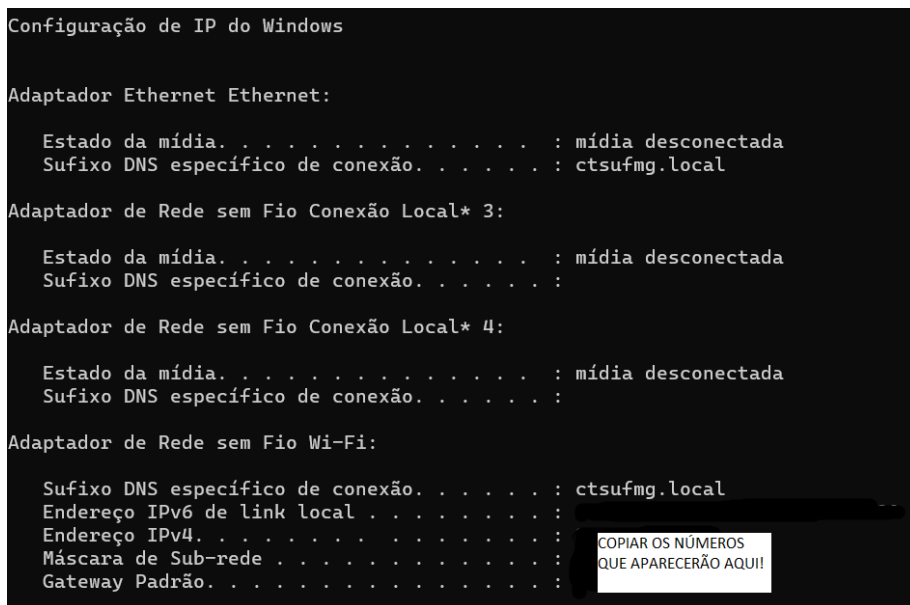 Configuração de IP do Windows
Adaptador Ethernet Ethernet:
Estado da mídia. . . . . . . . . . . . . . : mídia desconectada
Sufixo DNS específico de conexão. . . . . . : ctsufmg.local
Adaptador de Rede sem Fio Conexão Local* 3:
Estado da mídia. . . . . . . . . . . . . . : mídia desconectada
Sufixo DNS específico de conexão. . . . . . :
Adaptador de Rede sem Fio Conexão Local* 4:
Estado da mídia. . . . . . . . . . . . . . : mídia desconectada
Sufixo DNS específico de conexão. . . . . . :
Adaptador de Rede sem Fio Wi-Fi:
Sufixo DNS específico de conexão. . . . . . : ctsufmg.local
Endereço IPv6 de link local . . . . . . . . :
Endereço IPv4. . . . . . . . . . . . . . . :
Máscara de Sub-rede . . . . . . . . . . . . :
Gateway Padrão. . . . . . . . . . . . . . . :
COPIAR OS NÚMEROS
QUE APARECERÃO AQUI!